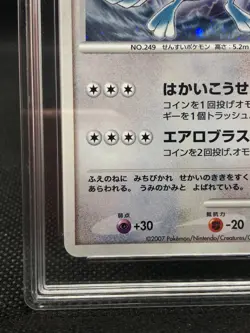 NO.249 せんすいポケモン 高さ:5.2m
はかいこうせ
コインを1回投げオモ
ギーを1個トラッシュ
エアロブラス
コインを2回投げ、オモ
ふえのねに みちびかれ せかいのききをすく
あらわれる。うみのかみと よばれている。
弱点 抵抗力
+30 -20
©2007 Pokémon/Nintendo/Creatures/